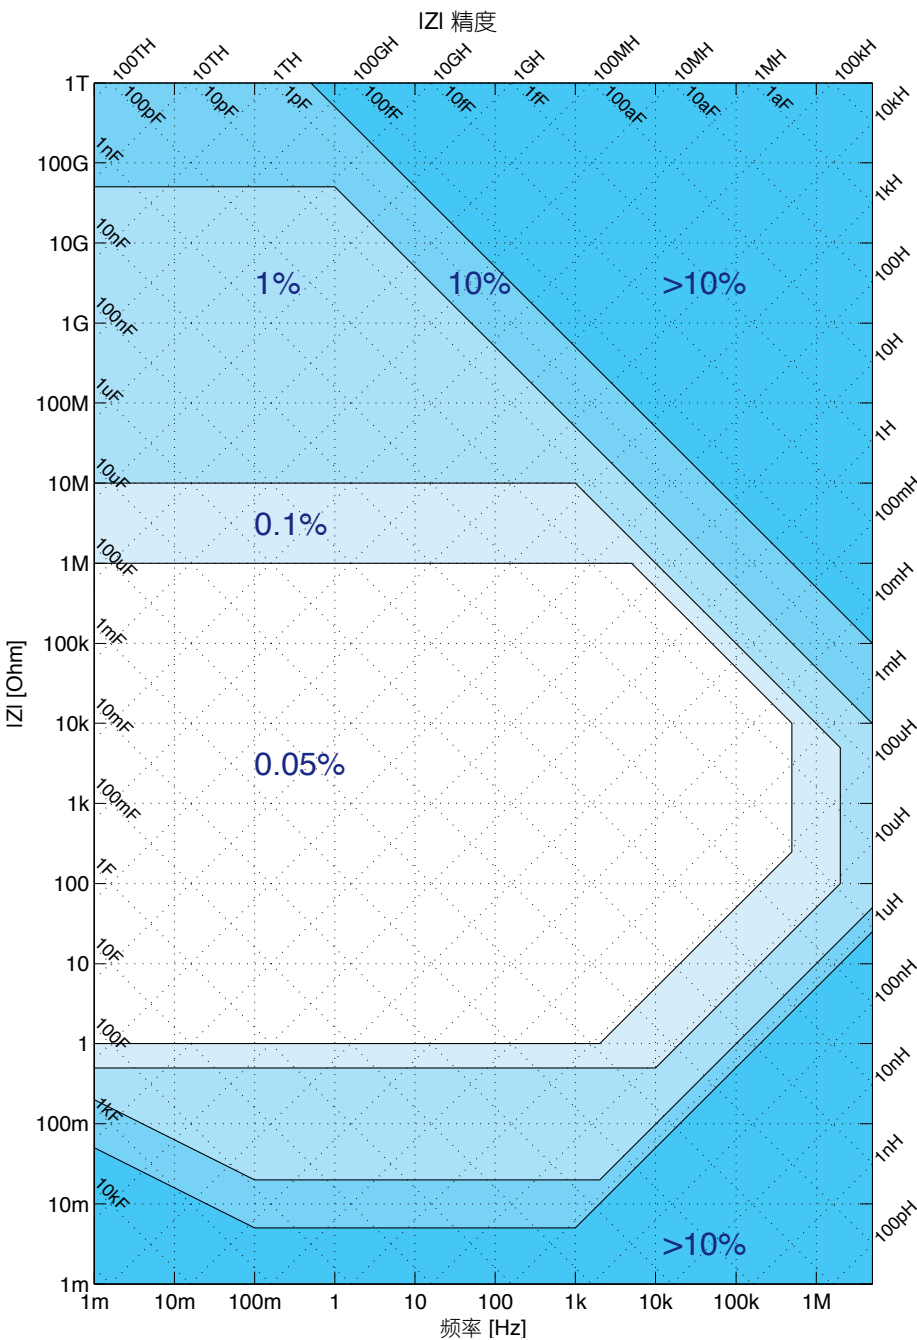 |Z| 精度
100TH 10TH 1TH 100GH 10GH 1GH 100MH 10MH 1MH 100kH
1T
100pF 10pF 1pF 100fF 10fF 1fF 100aF 10aF 1aF
10kH
1nF
100G
1kH
10nF
10G
100H
1% 10% >10%
100nF
1G
10H
1uF
100M
1H
10uF
10M
100mH
0.1%
100uF
1M
10mH
1mF
100k
1mH
|Z| [Ohm]
10mF
10k
100uH
0.05%
100mF
1k
10uH
1F
100
1uH
10F
10
100nH
100F
1
10nH
1kF
100m
1nH
10kF
10m
100pH
>10%
1m
1m 10m 100m 1 10 100 1k 10k 100k 1M
频率 [Hz]